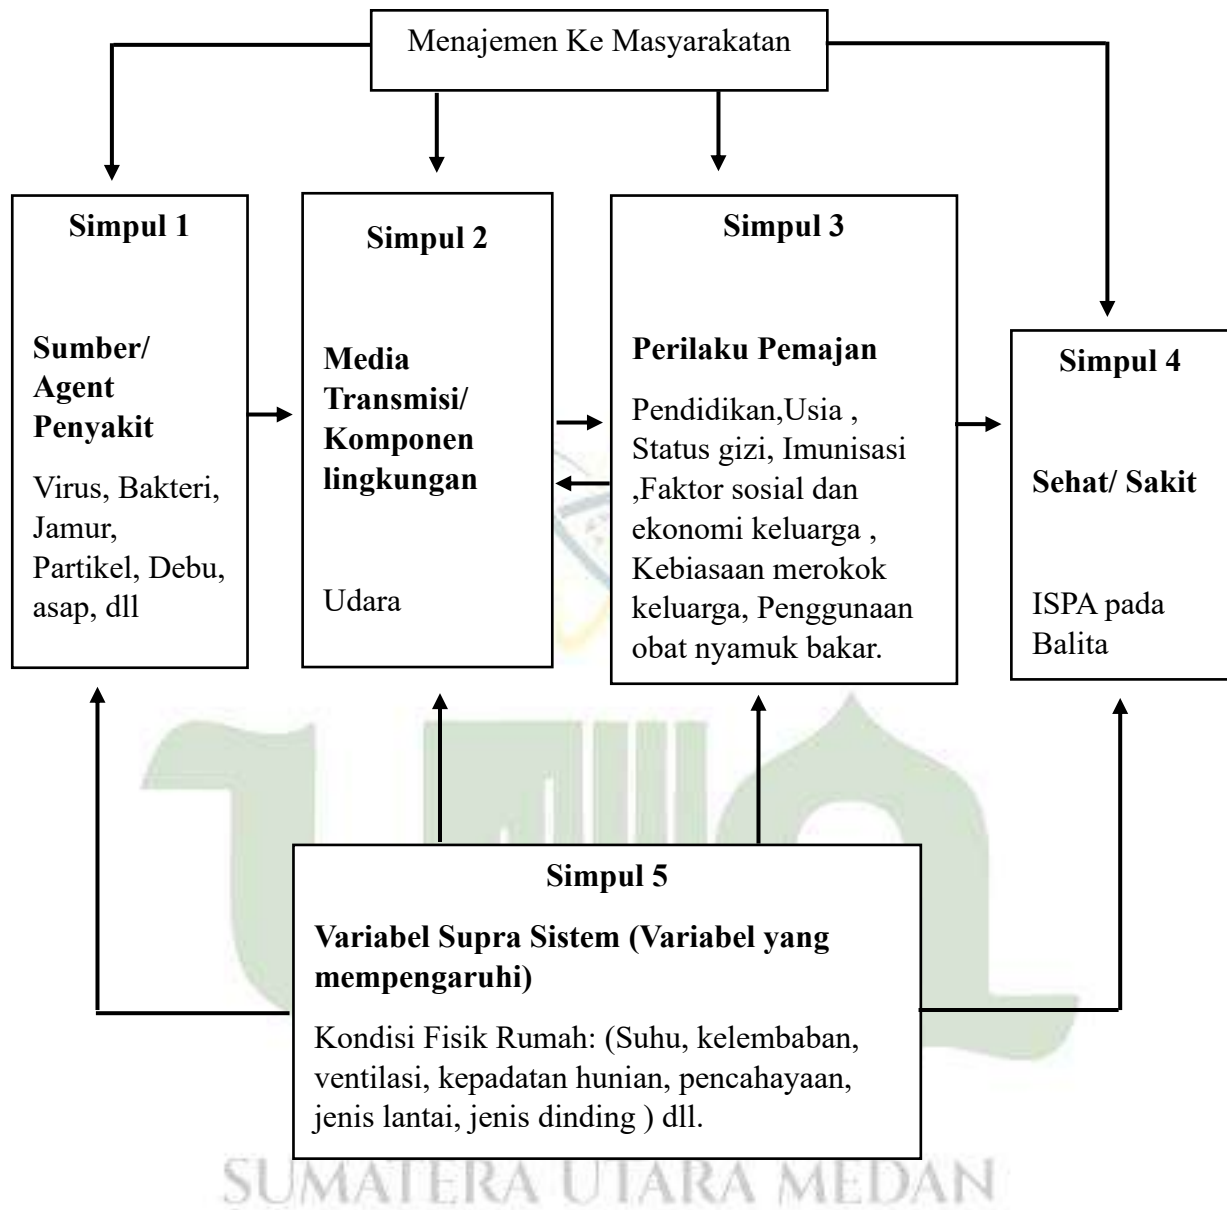 Menajemen Ke Masyarakatan
Simpul 1
Sumber/
Agent
Penyakit
Virus, Bakteri,
Jamur,
Partikel, Debu,
asap, dll
Simpul 2
Media
Transmisi/
Komponen
lingkungan
Udara
Simpul 3
Perilaku Pemajan
Pendidikan,Usia ,
Status gizi, Imunisasi
,Faktor sosial dan
ekonomi keluarga ,
Kebiasaan merokok
keluarga, Penggunaan
obat nyamuk bakar.
Simpul 4
Sehat/ Sakit
ISPA pada
Balita
Simpul 5
Variabel Supra Sistem (Variabel yang
mempengaruhi)
Kondisi Fisik Rumah: (Suhu, kelembaban,
ventilasi, kepadatan hunian, pencahayaan,
jenis lantai, jenis dinding ) dll.
SUMATERA UTARA MEDAN